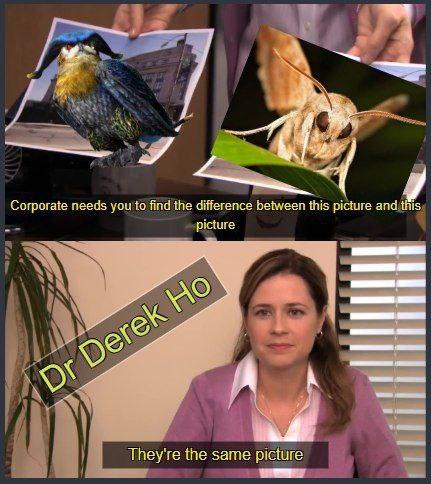 Corporate needs you to find the difference between this picture and this
picture
Dr Derek Ho
They're the same picture